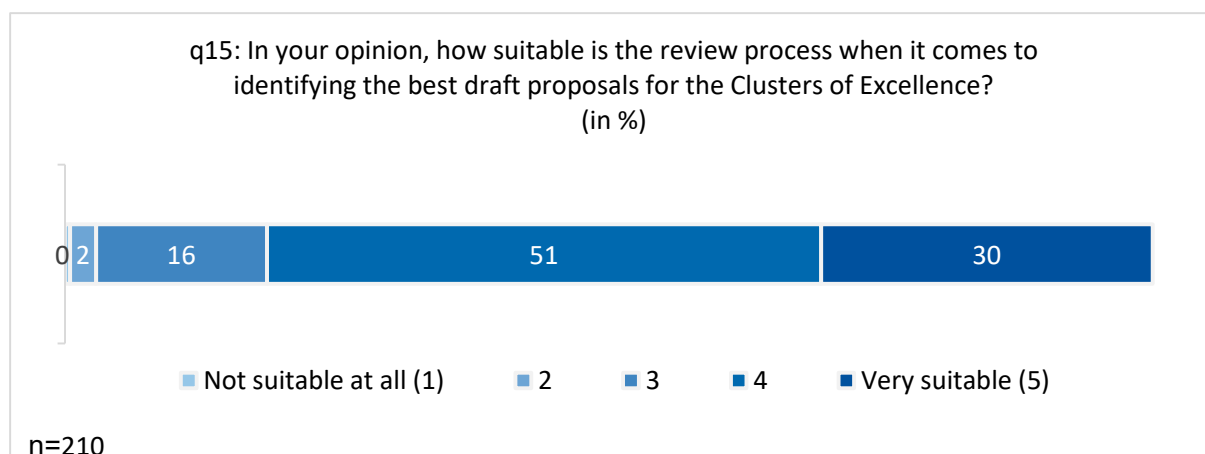 q15: In your opinion, how suitable is the review process when it comes to
identifying the best draft proposals for the Clusters of Excellence?
(in %)
0 2 16 51 30
Not suitable at all (1) 2 3 4 Very suitable (5)
n=210